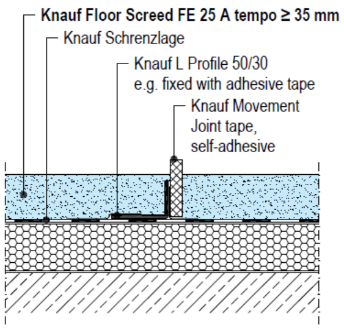 Knauf Floor Screed FE 25 A tempo ≥ 35 mm
Knauf Schrenzlage
Knauf L Profile 50/30
e.g. fixed with adhesive tape
Knauf Movement
Joint tape,
self-adhesive